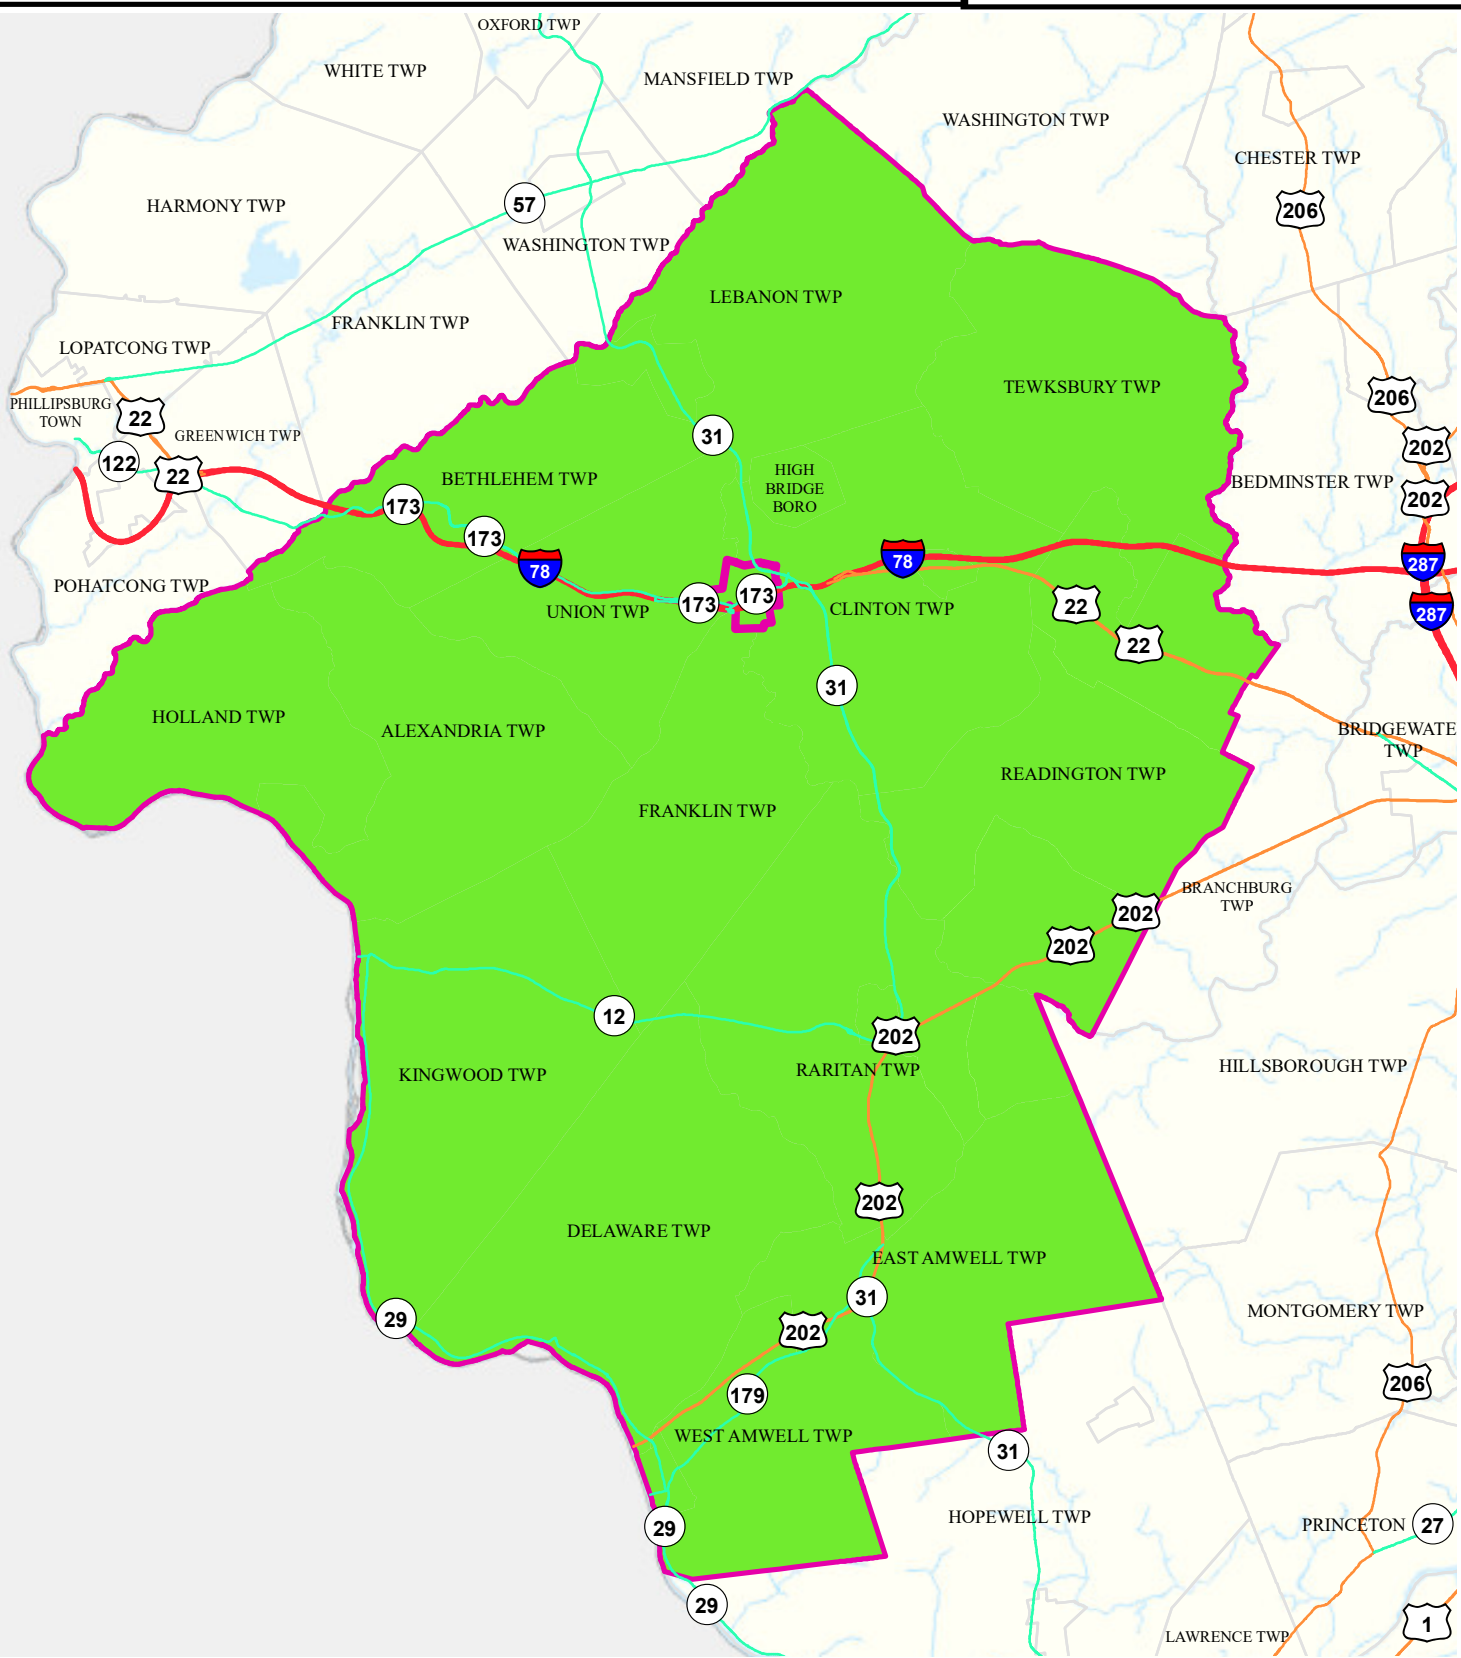 OXFORD TWP
WHITE TWP
MANSFIELD TWP
WASHINGTON TWP
CHESTER TWP
206
HARMONY TWP
57
WASHINGTON TWP
LEBANON TWP
FRANKLIN TWP
LOPATCONG TWP
TEWKSBURY TWP
206
PHILLIPSBURG
TOWN
22
GREENWICH TWP
31
202
122
22
BETHLEHEM TWP
HIGH
BRIDGE
BORO
BEDMINSTER TWP
202
173
173
78
78
287
POHATCONG TWP
UNION TWP
173
173
CLINTON TWP
22
287
22
31
HOLLAND TWP
ALEXANDRIA TWP
BRIDGEWATE
TWP
READINGTON TWP
FRANKLIN TWP
BRANCHBURG
TWP
202
202
12
202
KINGWOOD TWP
RARITAN TWP
HILLSBOROUGH TWP
202
DELAWARE TWP
EAST AMWELL TWP
31
29
202
MONTGOMERY TWP
206
179
WEST AMWELL TWP
31
HOPEWELL TWP
29
PRINCETON
27
29
1
LAWRENCE TWP